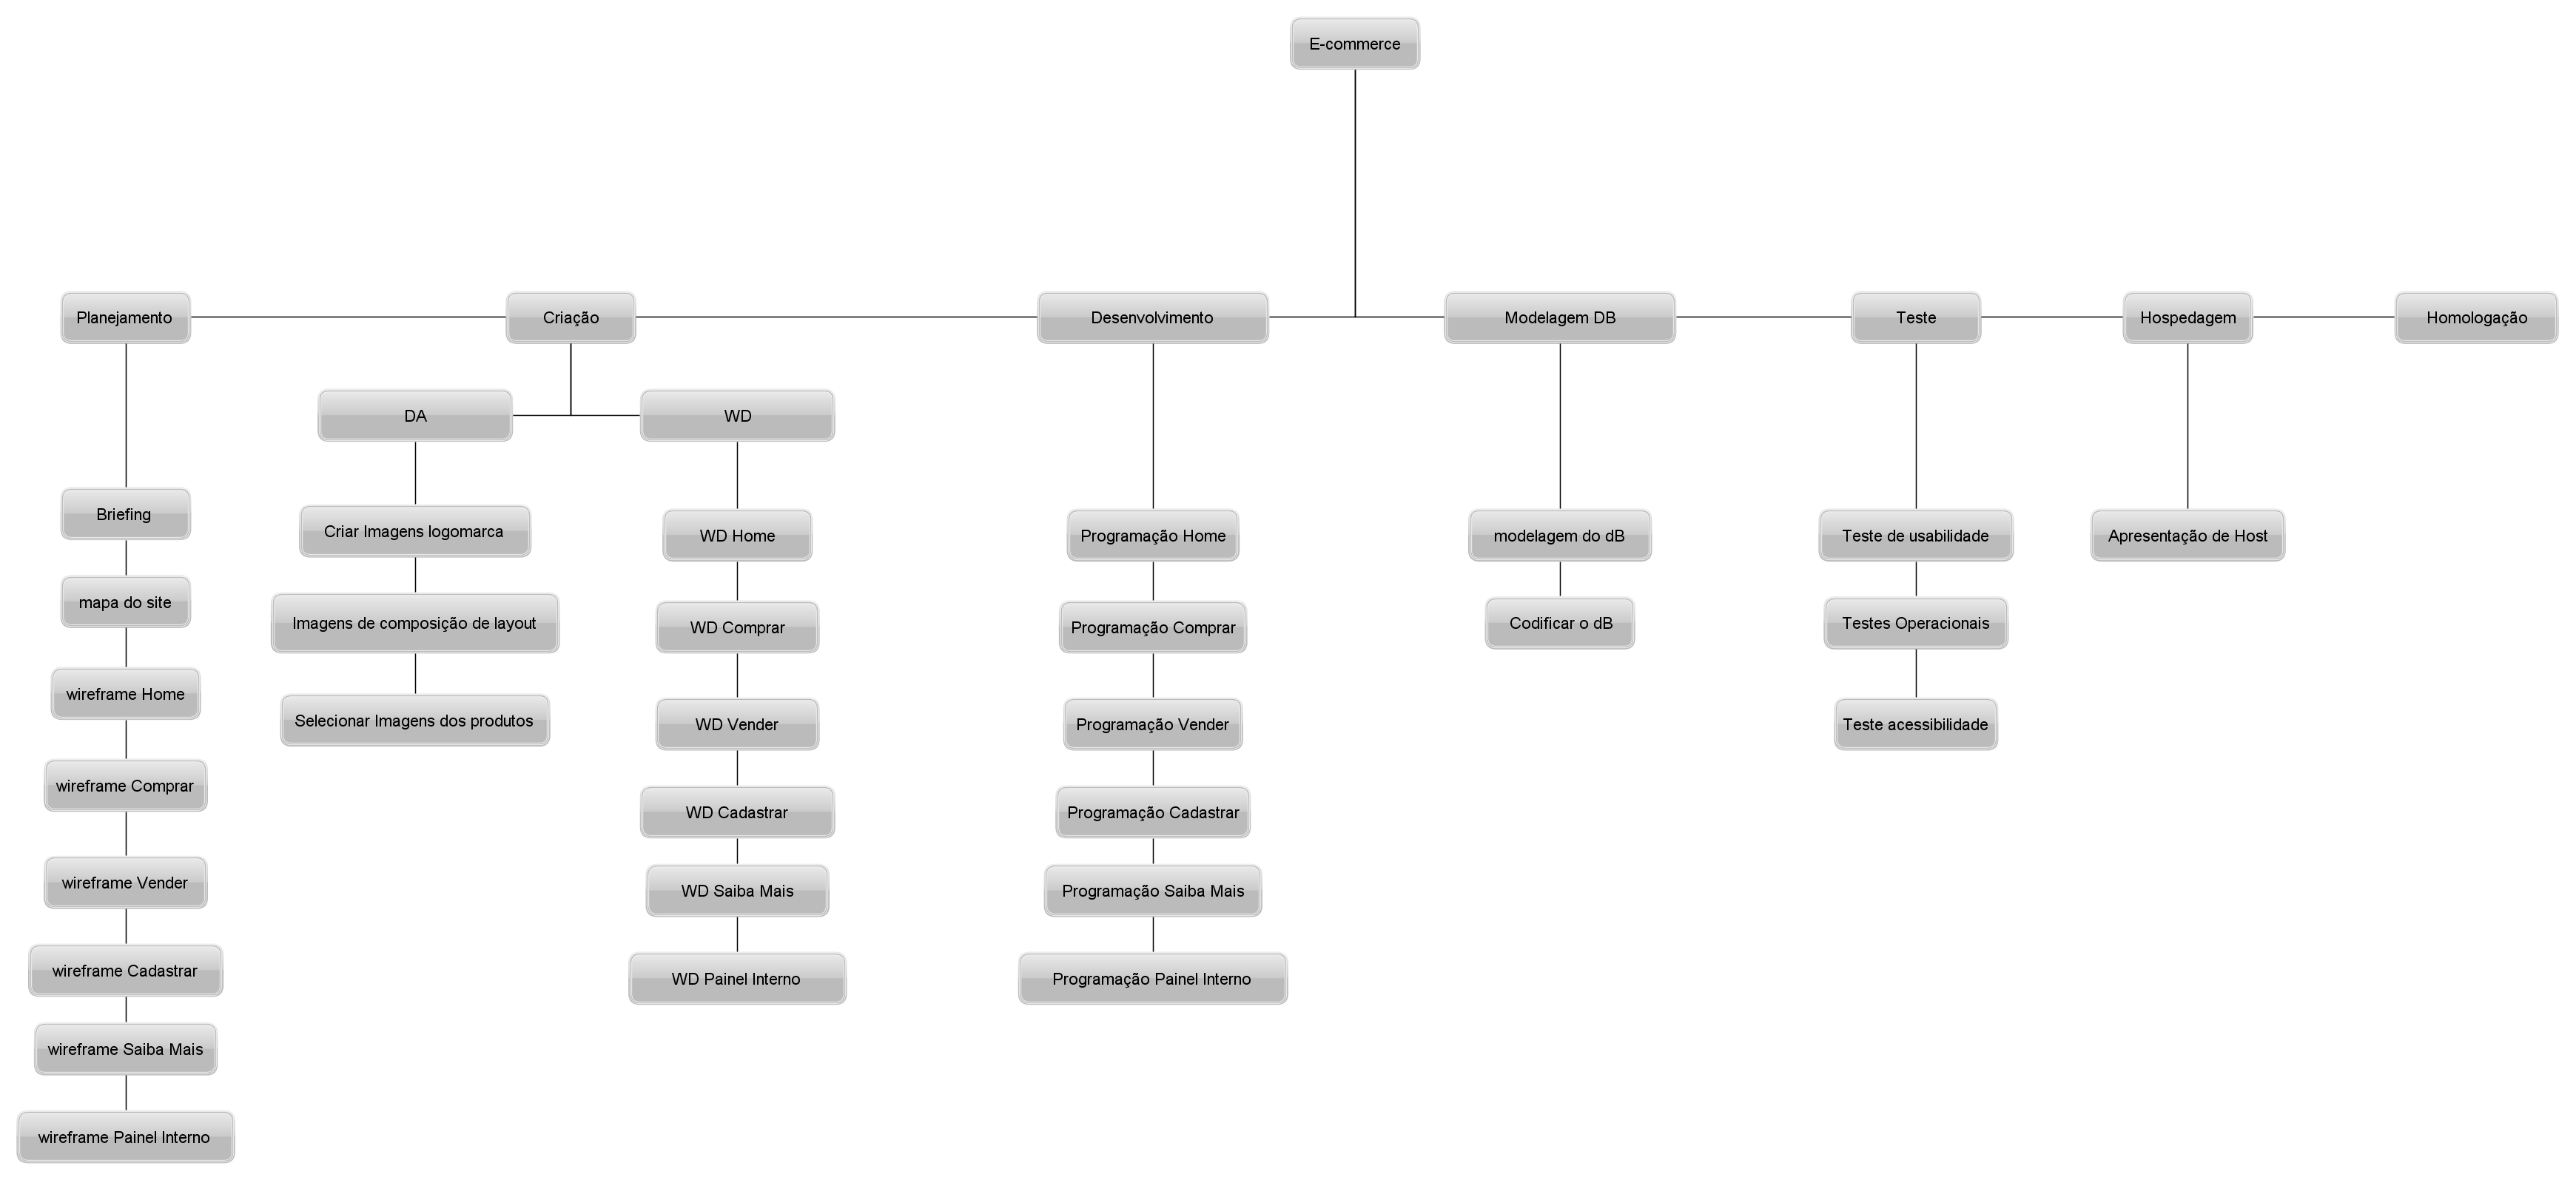 E-commerce
Planejamento
Criação
Desenvolvimento
Modelagem DB
Teste
Hospedagem
Homologação
DA
WD
Briefing
mapa do site
wireframe Home
wireframe Comprar
wireframe Vender
wireframe Cadastrar
wireframe Saiba Mais
wireframe Painel Interno
Criar Imagens logomarca
Imagens de composição de layout
Selecionar Imagens dos produtos
WD Home
WD Comprar
WD Vender
WD Cadastrar
WD Saiba Mais
WD Painel Interno
Programação Home
Programação Comprar
Programação Vender
Programação Cadastrar
Programação Saiba Mais
Programação Painel Interno
modelagem do dB
Codificar o dB
Teste de usabilidade
Testes Operacionais
Teste acessibilidade
Apresentação de Host